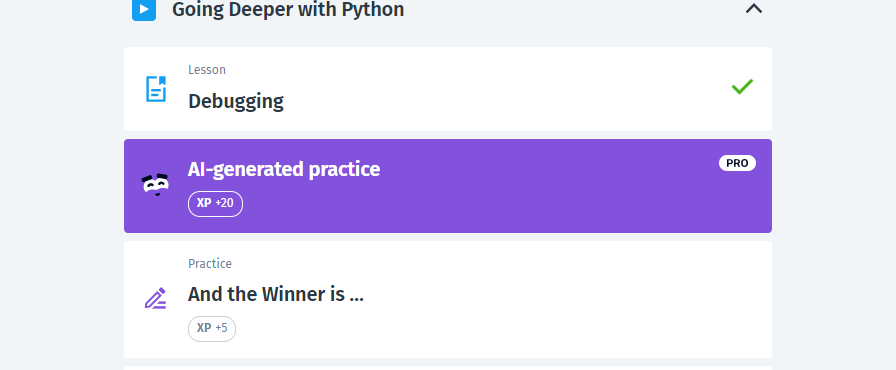 Going Deeper with Python
Lesson
Debugging
AI-generated practice
PRO
XP +20
Practice
And the Winner is ...
XP +5